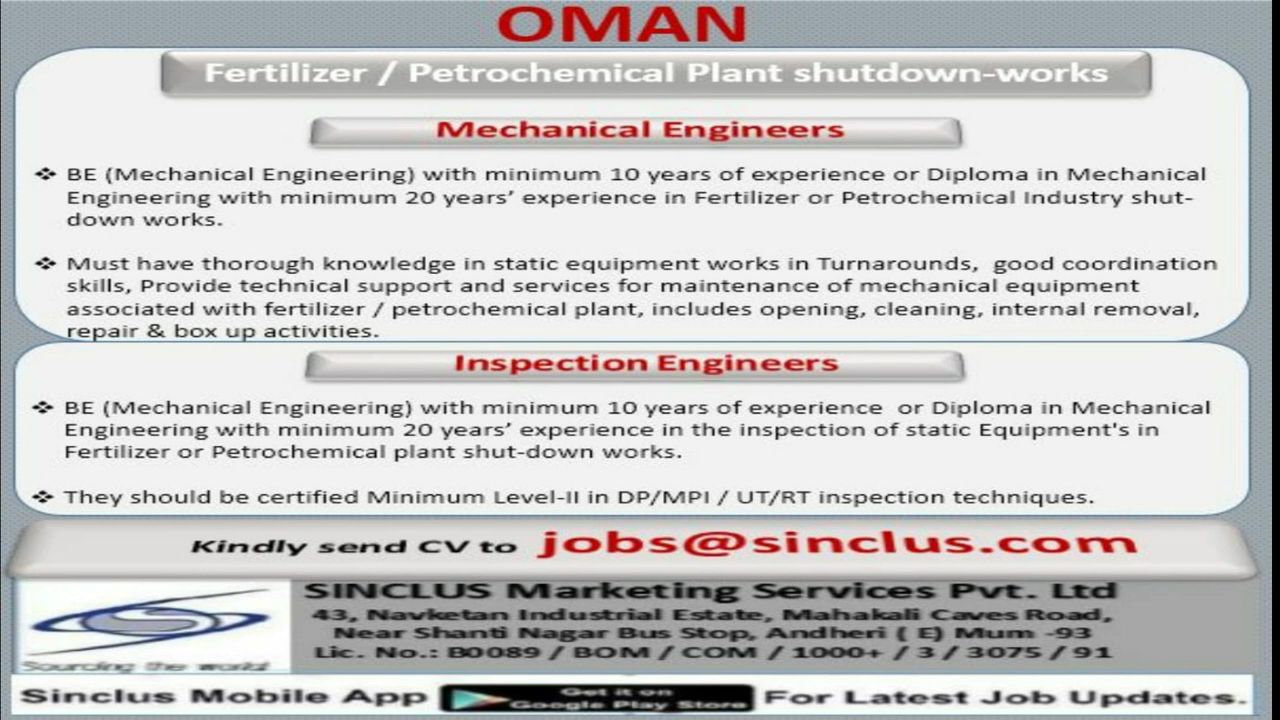 OMAN
Fertilizer / Petrochemical Plant shutdown-works
Mechanical Engineers
❖ BE (Mechanical Engineering) with minimum 10 years of experience or Diploma in Mechanical
Engineering with minimum 20 years’ experience in Fertilizer or Petrochemical Industry shut-
down works.
❖ Must have thorough knowledge in static equipment works in Turnarounds, good coordination
skills, Provide technical support and services for maintenance of mechanical equipment
associated with fertilizer / petrochemical plant, includes opening, cleaning, internal removal,
repair & box up activities.
Inspection Engineers
❖ BE (Mechanical Engineering) with minimum 10 years of experience or Diploma in Mechanical
Engineering with minimum 20 years’ experience in the inspection of static Equipment's in
Fertilizer or Petrochemical plant shut-down works.
❖ They should be certified Minimum Level-II in DP/MPI / UT/RT inspection techniques.
Kindly send CV to jobs@sinclus.com
SINCLUS Marketing Services Pvt. Ltd
43, Navketan Industrial Estate, Mahakali Caves Road,
Near Shanti Nagar Bus Stop, Andheri ( E) Mum -93
Lic. No.: B0089 / BOM / COM / 1000+ / 3 / 3075 / 91
Sourcing the world
Sinclus Mobile App Get it on Google Play Store For Latest Job Updates.